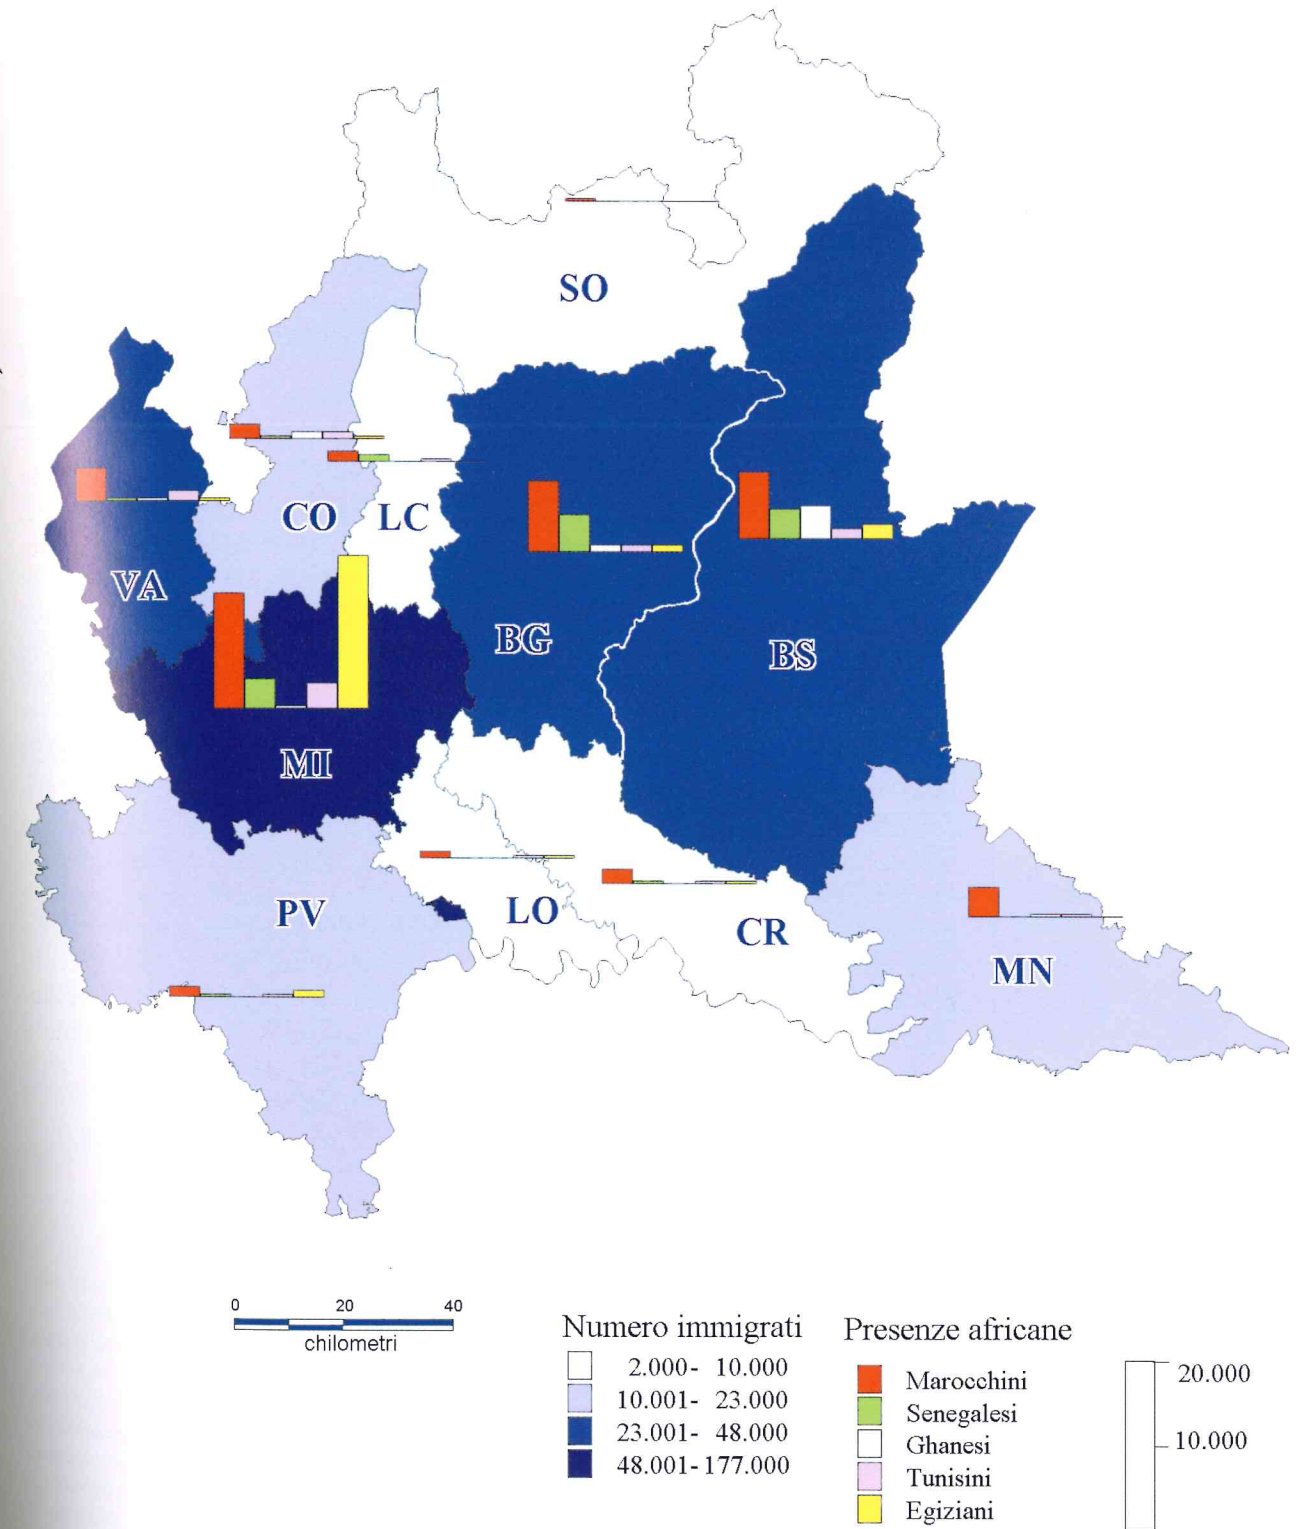 SO
CO
LC
VA
BG
BS
MI
PV
LO
CR
MN
0 20 40
chilometri
Numero immigrati
2.000- 10.000
10.001- 23.000
23.001- 48.000
48.001-177.000
Presenze africane
Marocchini
Senegalesi
Ghanesi
Tunisini
Egiziani
20.000
10.000